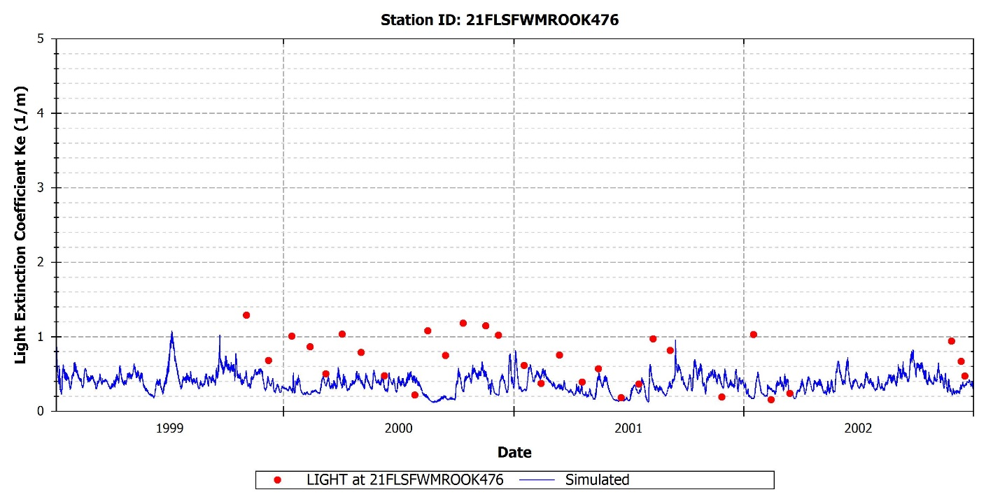 Station ID: 21FLSFWMROOK476
Light Extinction Coefficient Ke (1/m)
5
4
3
2
1
0
1999 2000 2001 2002
Date
LIGHT at 21FLSFWMROOK476 Simulated